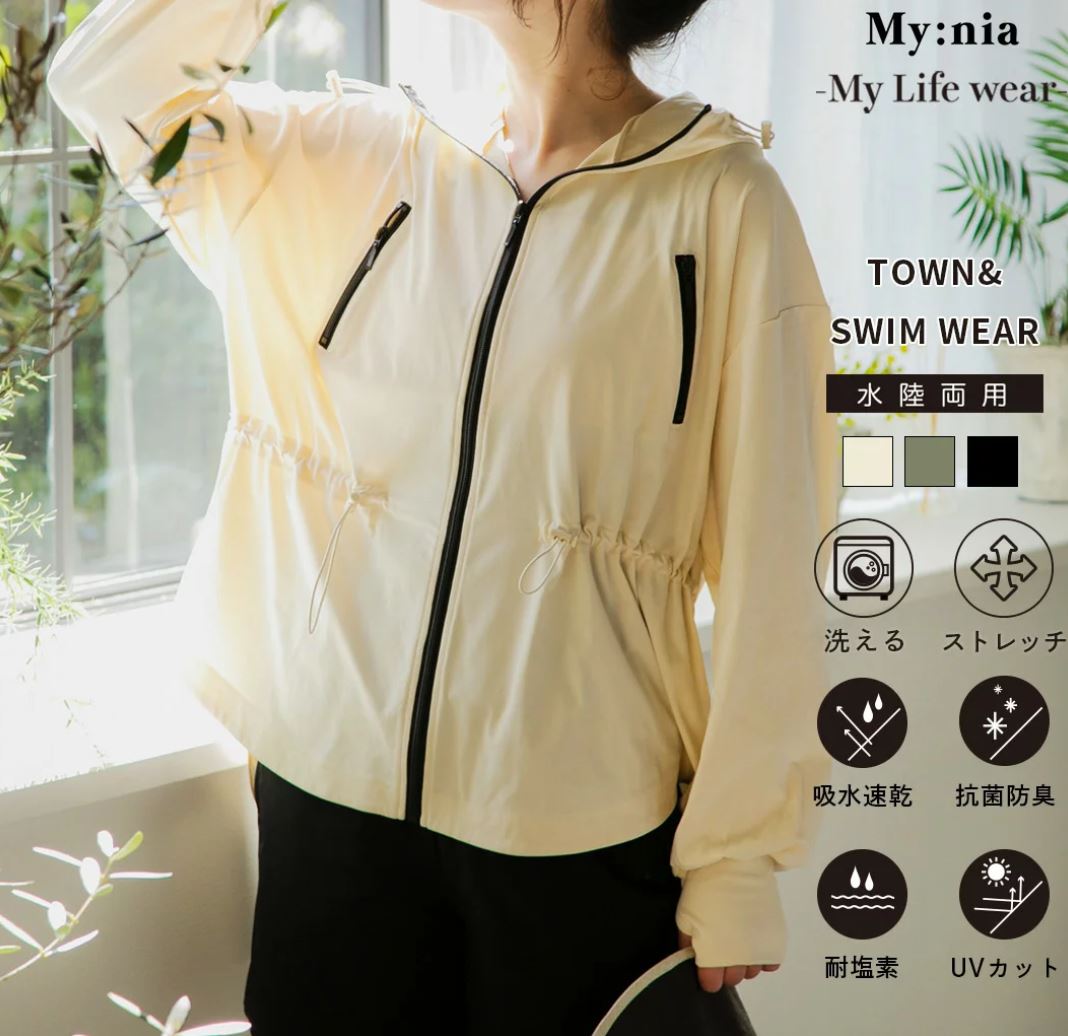 My:nia
-My Life wear-
TOWN&
SWIM WEAR
水陸両用
洗える
ストレッチ
吸水速乾
抗菌防臭
耐塩素
UVカット